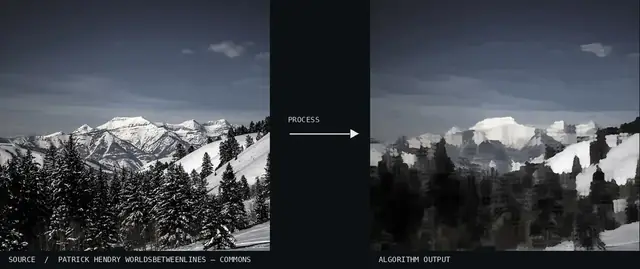 PROCESS
SOURCE / PATRICK HENDRY WORLDSBETWEENLINES — COMMONS
ALGORITHM OUTPUT